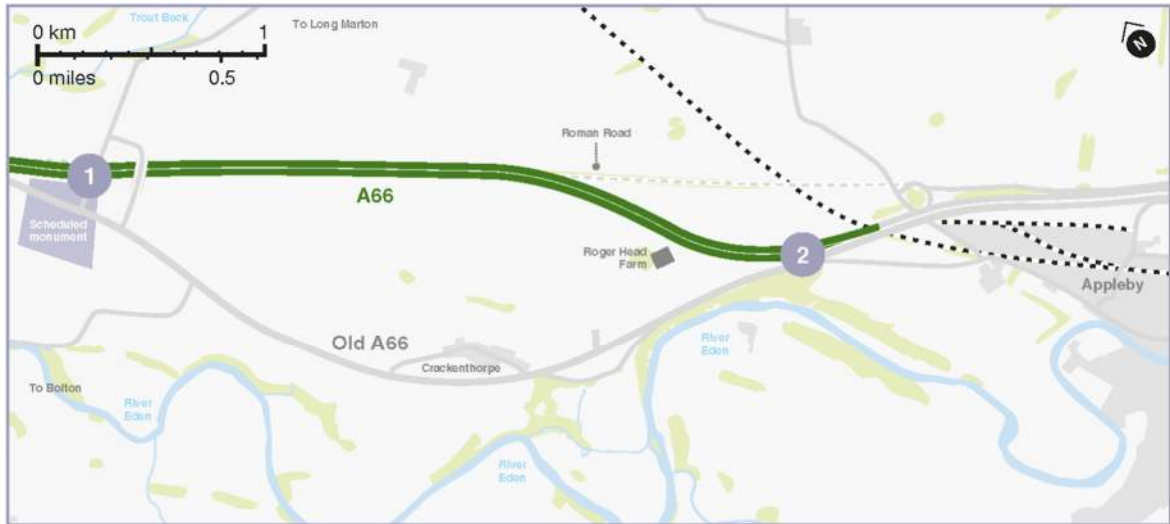 Trout Beck
To Long Marton
0 km 1
0 miles 0.5
N
Roman Road
1
A66
Scheduled
monument
Roger Head
Farm
2
Appleby
Old A66
River
Eden
Crackenthorpe
To Bolton
River
Eden
River
Eden